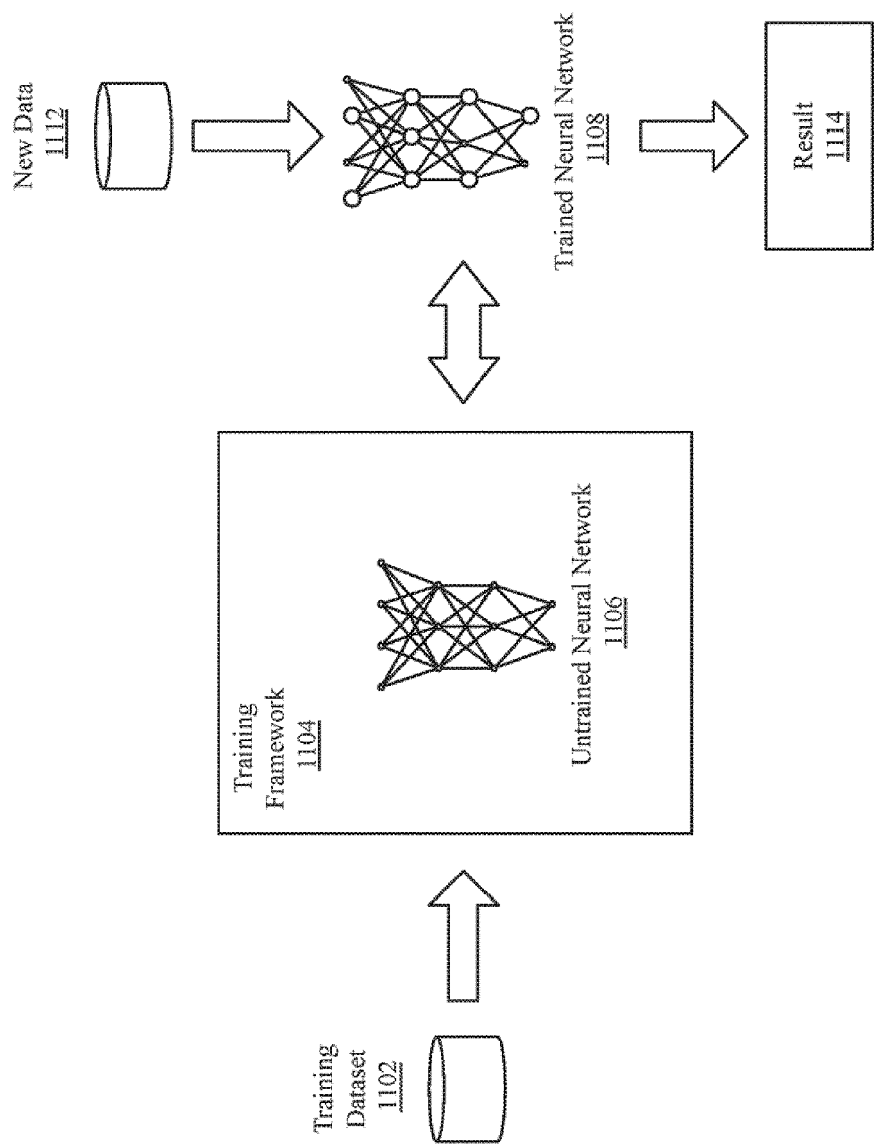 Training
Dataset
1102
Training
Framework
1104
Untrained Neural Network
1106
New Data
1112
Trained Neural Network
1108
Result
1114